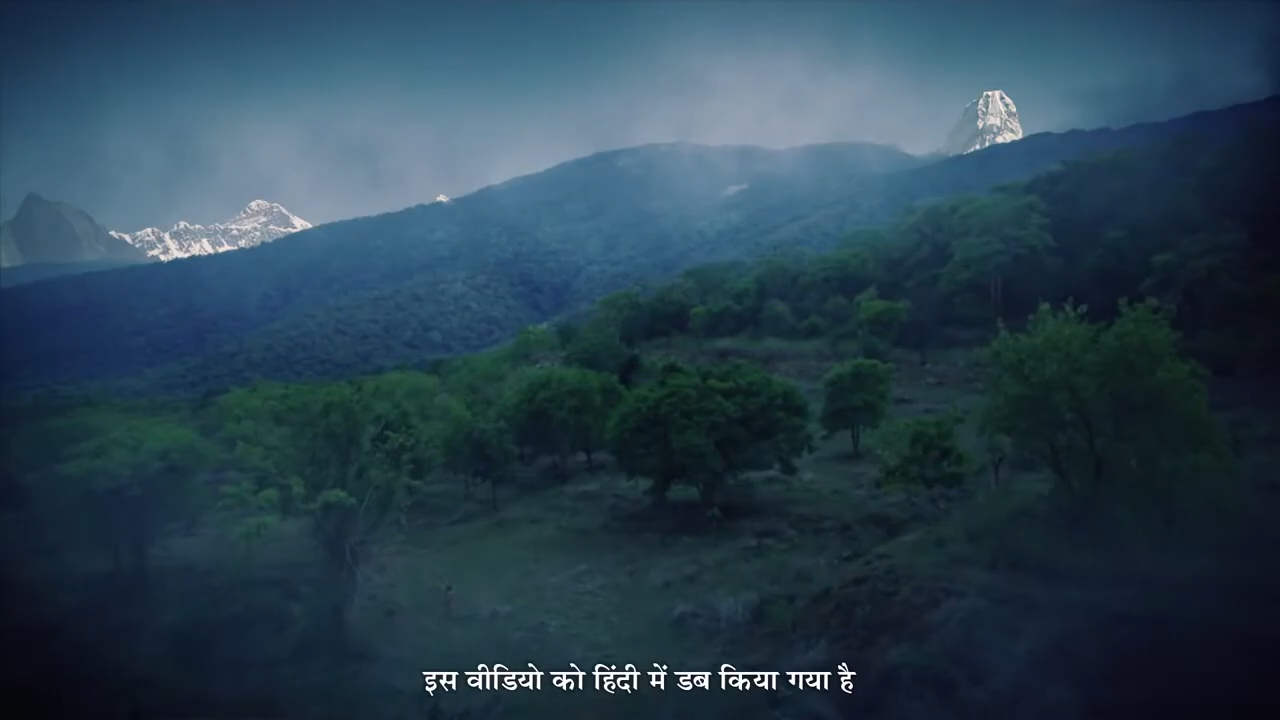 इस वीडियो को हिंदी में डब किया गया है